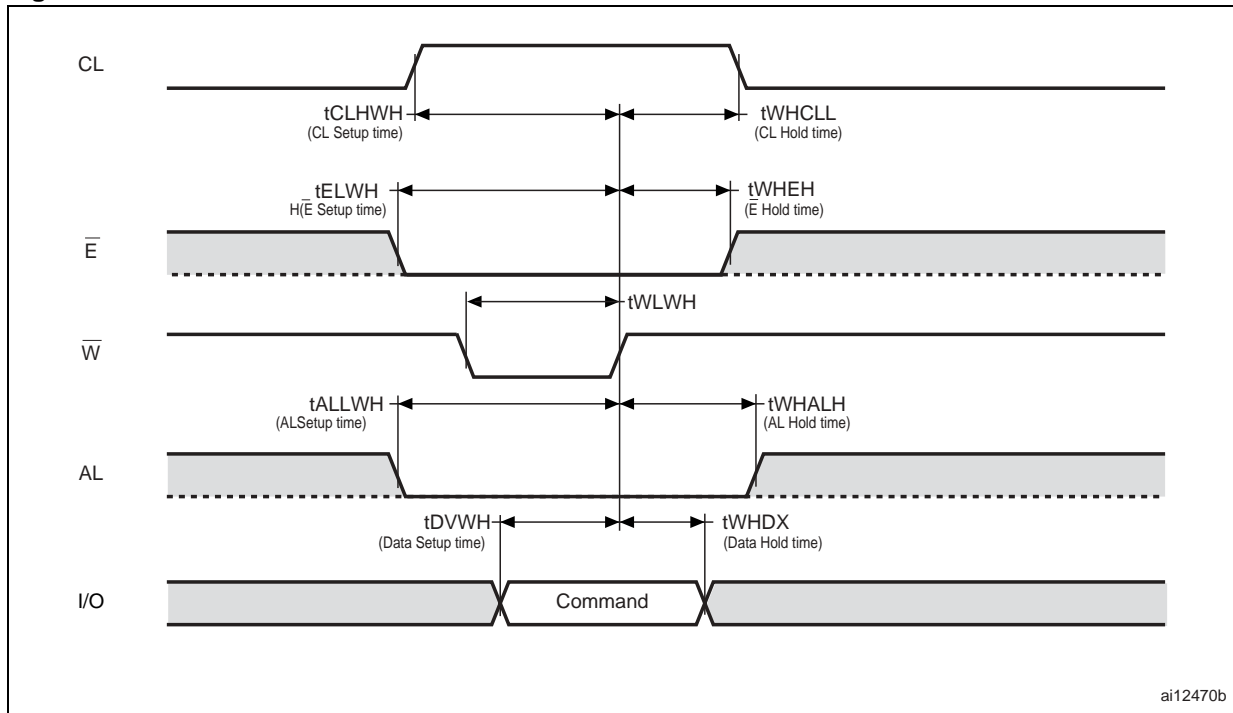 CL
tCLHWH
(CL Setup time)
tWHCLL
(CL Hold time)
tELWH
H(E̅ Setup time)
tWHEH
(E̅ Hold time)
E̅
tWLWH
W̅
tALLWH
(ALSetup time)
tWHALH
(AL Hold time)
AL
tDVWH
(Data Setup time)
tWHDX
(Data Hold time)
I/O
Command
ai12470b